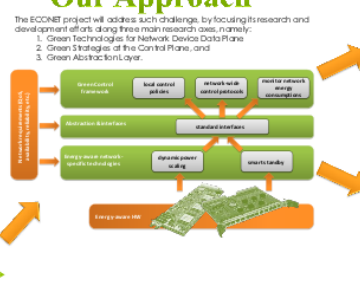 Our Approach
The ECONET project will address such challenge, by focusing its research and
development efforts along three main research axes, namely:
1. Green Technologies for Network Device Data Plane
2. Green Strategies at the Control Plane, and
3. Green Abstraction Layer.
Green Control
framework
local control
policies
network-wide
control protocols
monitor network
energy
consumptions
Abstraction & Interfaces
standard interfaces
Energy-aware network-
specific technologies
dynamic power
scaling
smart standby
Energy-aware HW